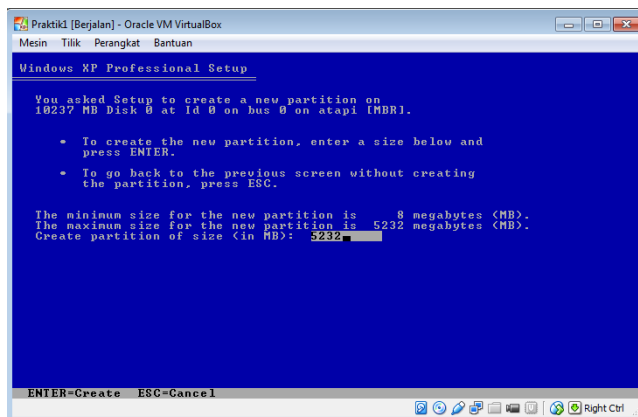 Praktik1 [Berjalan] - Oracle VM VirtualBox
Mesin Tilik Perangkat Bantuan
Windows XP Professional Setup
You asked Setup to create a new partition on
10237 MB Disk 0 at Id 0 on bus 0 on atapi [MBR].
• To create the new partition, enter a size below and
press ENTER.
• To go back to the previous screen without creating
the partition, press ESC.
The minimum size for the new partition is 8 megabytes (MB).
The maximum size for the new partition is 5232 megabytes (MB).
Create partition of size (in MB): 5232
ENTER=Create ESC=Cancel
Right Ctrl